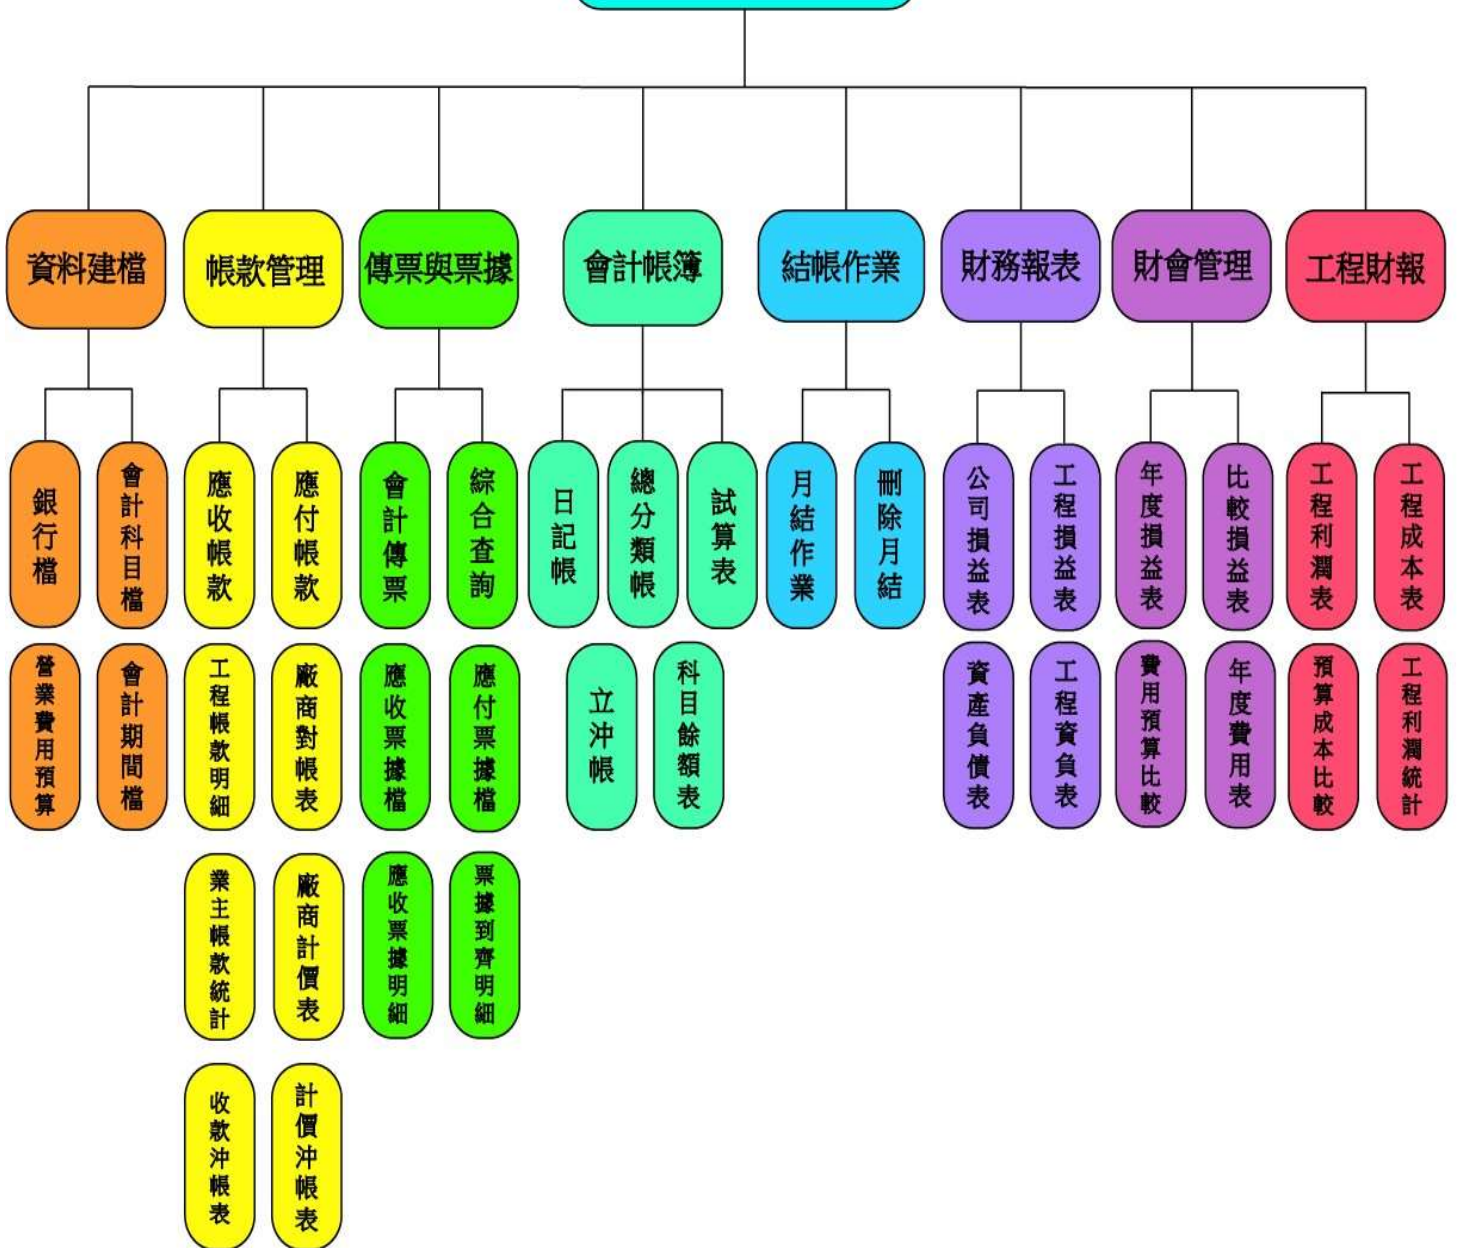 資料建檔
帳款管理
傳票與票據
會計帳簿
結帳作業
財務報表
財會管理
工程財報
銀行檔
會計科目檔
應收帳款
應付帳款
會計傳票
綜合查詢
日記帳
總分類帳
試算表
月結作業
刪除月結
公司損益表
工程損益表
年度損益表
比較損益表
工程利潤表
工程成本表
營業費用預算
會計期間檔
工程帳款明細
廠商對帳表
應收票據檔
應付票據檔
立沖帳
科目餘額表
資產負債表
工程資負表
費用預算比較
年度費用表
預算成本比較
工程利潤統計
業主帳款統計
廠商計價表
應收票據明細
票據到齊明細
收款沖帳表
計價沖帳表